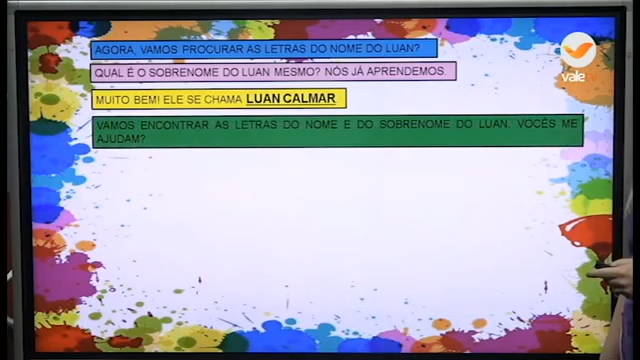 AGORA, VAMOS PROCURAR AS LETRAS DO NOME DO LUAN?
QUAL É O SOBRENOME DO LUAN MESMO? NÓS JÁ APRENDEMOS.
MUITO BEM! ELE SE CHAMA LUAN CALMAR
VAMOS ENCONTRAR AS LETRAS DO NOME E DO SOBRENOME DO LUAN. VOCÊS ME
AJUDAM?
vale tv